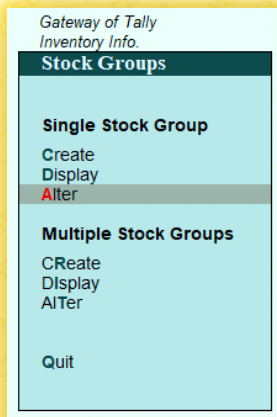 Gateway of Tally
Inventory Info.
Stock Groups
Single Stock Group
Create
Display
Alter
Multiple Stock Groups
CReate
DIsplay
AlTer
Quit